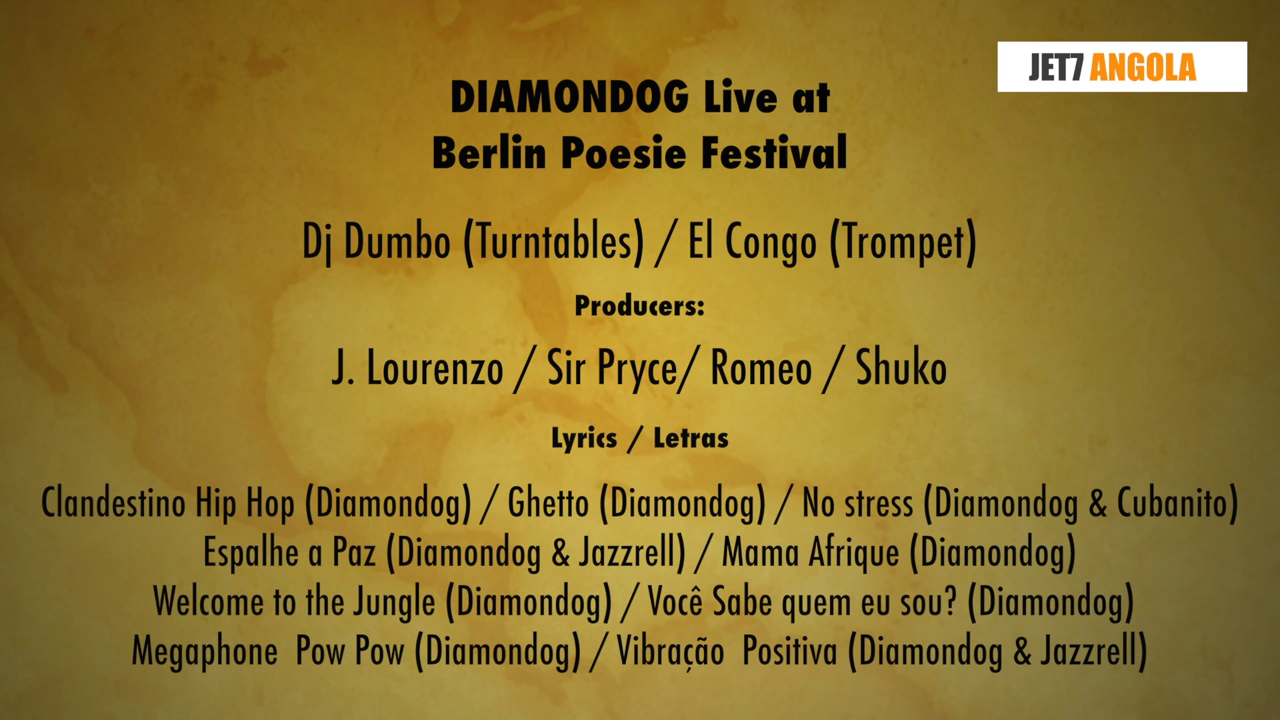 JET7 ANGOLA
DIAMONDOG Live at
Berlin Poesie Festival
Dj Dumbo (Turntables) / El Congo (Trompet)
Producers:
J. Lourenzo / Sir Pryce/ Romeo / Shuko
Lyrics / Letras
Clandestino Hip Hop (Diamondog) / Ghetto (Diamondog) / No stress (Diamondog & Cubanito)
Espalhe a Paz (Diamondog & Jazzrell) / Mama Afrique (Diamondog)
Welcome to the Jungle (Diamondog) / Você Sabe quem eu sou? (Diamondog)
Megaphone  Pow Pow (Diamondog) / Vibração  Positiva (Diamondog & Jazzrell)